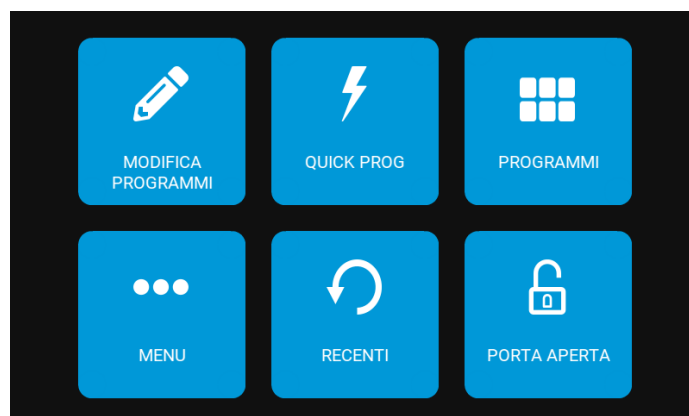 MODIFICA
PROGRAMMI
QUICK PROG
PROGRAMMI
MENU
RECENTI
PORTA APERTA